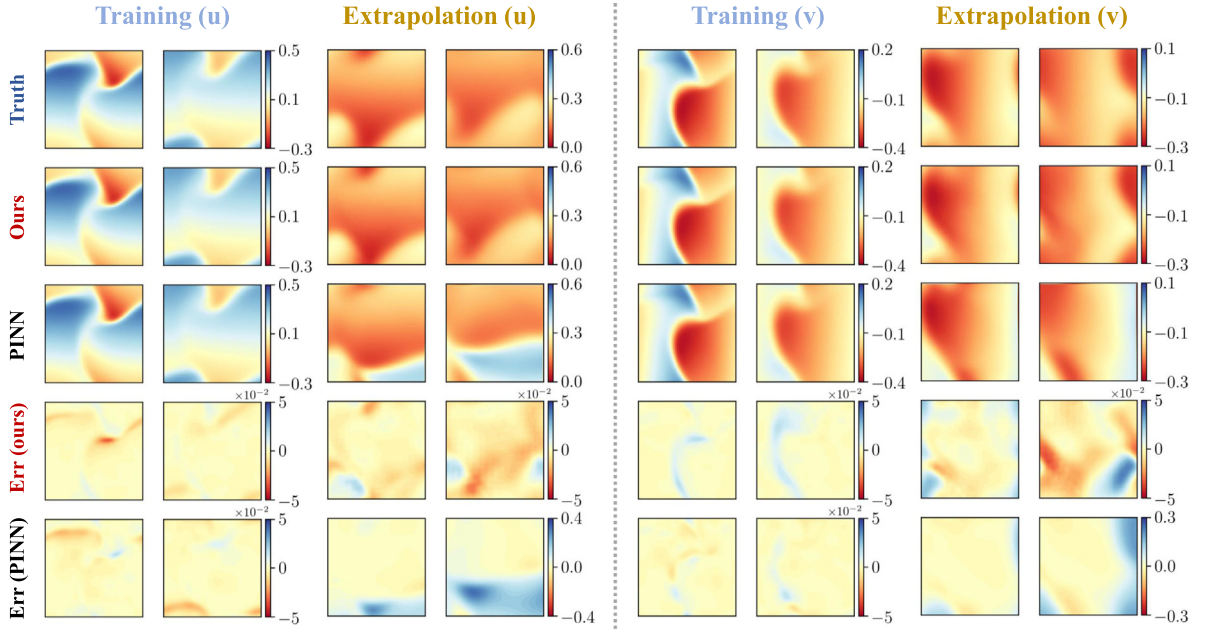 Training (u) Extrapolation (u) Training (v) Extrapolation (v)
Truth
0.5 0.1 −0.3
0.6 0.3 0.0
0.2 −0.1 −0.4
0.1 −0.1 −0.3
Ours
0.5 0.1 −0.3
0.6 0.3 0.0
0.2 −0.1 −0.4
0.1 −0.1 −0.3
PINN
0.5 0.1 −0.3
0.6 0.3 0.0
0.2 −0.1 −0.4
0.1 −0.1 −0.3
Err (ours)
×10⁻² 5 0 −5
×10⁻² 5 0 −5
×10⁻² 5 0 −5
×10⁻² 5 0 −5
Err (PINN)
×10⁻² 5 0 −5
0.4 0.0 −0.4
×10⁻² 5 0 −5
0.3 0.0 −0.3